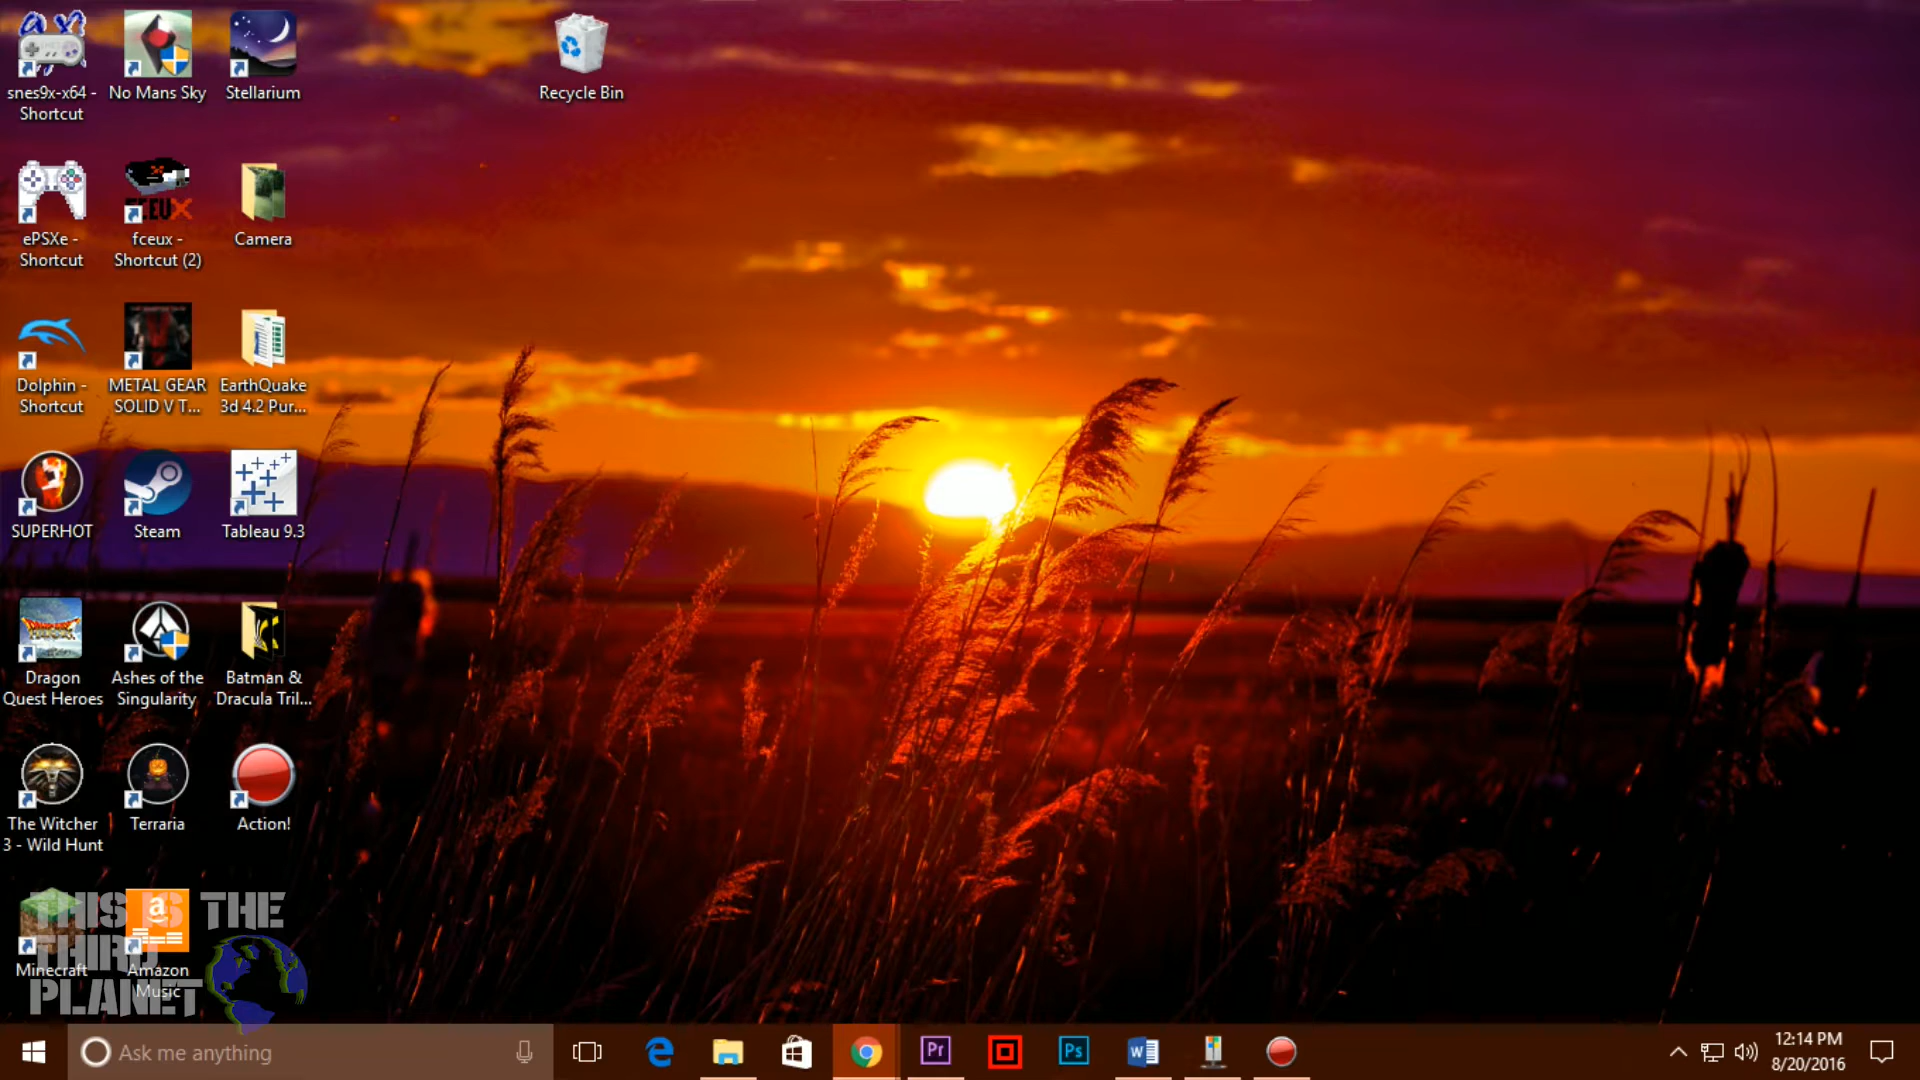 snes9x-x64 -
Shortcut
No Mans Sky
Stellarium
Recycle Bin
ePSXe -
Shortcut
fceux -
Shortcut (2)
Camera
Dolphin -
Shortcut
METAL GEAR
SOLID V T...
EarthQuake
3d 4.2 Pur...
SUPERHOT
Steam
Tableau 9.3
Dragon
Quest Heroes
Ashes of the
Singularity
Batman &
Dracula Tril...
The Witcher
3 - Wild Hunt
Terraria
Action!
Minecraft
Amazon
Music
THIS IS THE
THIRD
PLANET
Ask me anything
Pr
Ps
12:14 PM
8/20/2016